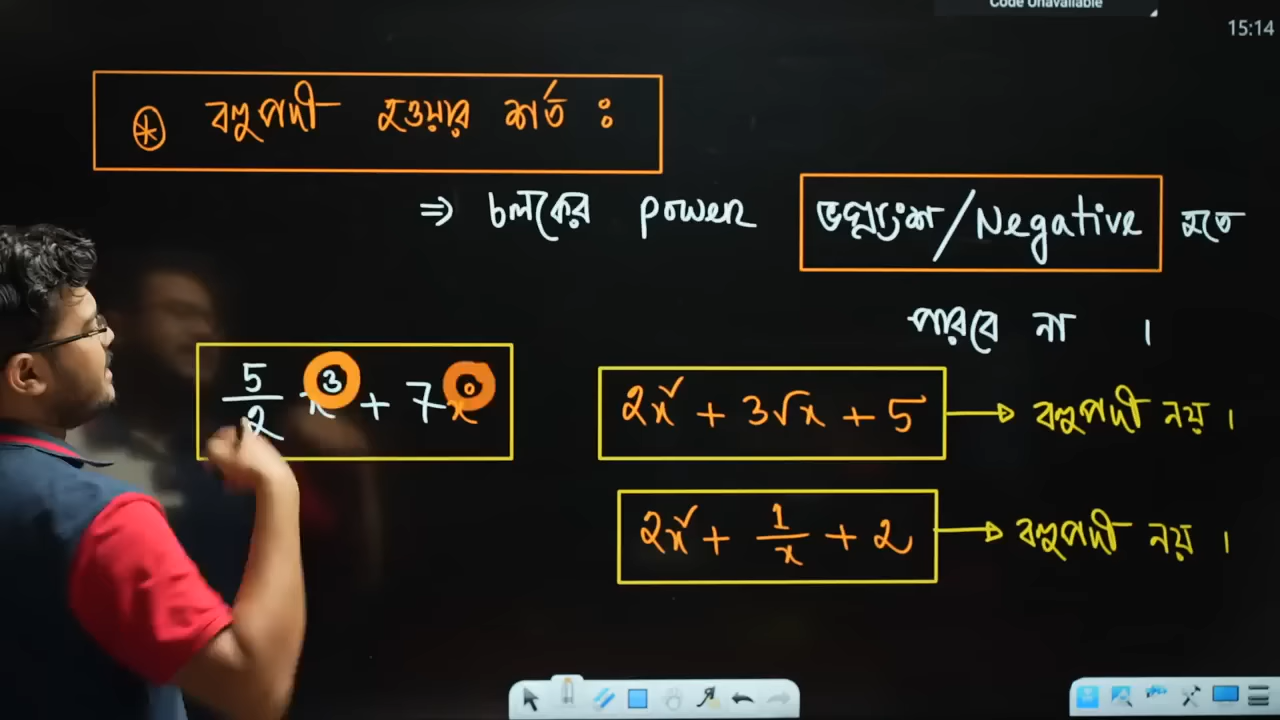 Code Unavailable
15:14
⊛ বহুপদী হওয়ার শর্ত :
⇒ চলকের power ভগ্নাংশ/Negative হতে
পারবে না ।
5/2 x³ + 7x⁰
2x² + 3√x + 5 → বহুপদী নয় ।
2x² + 1/x + 2 → বহুপদী নয় ।